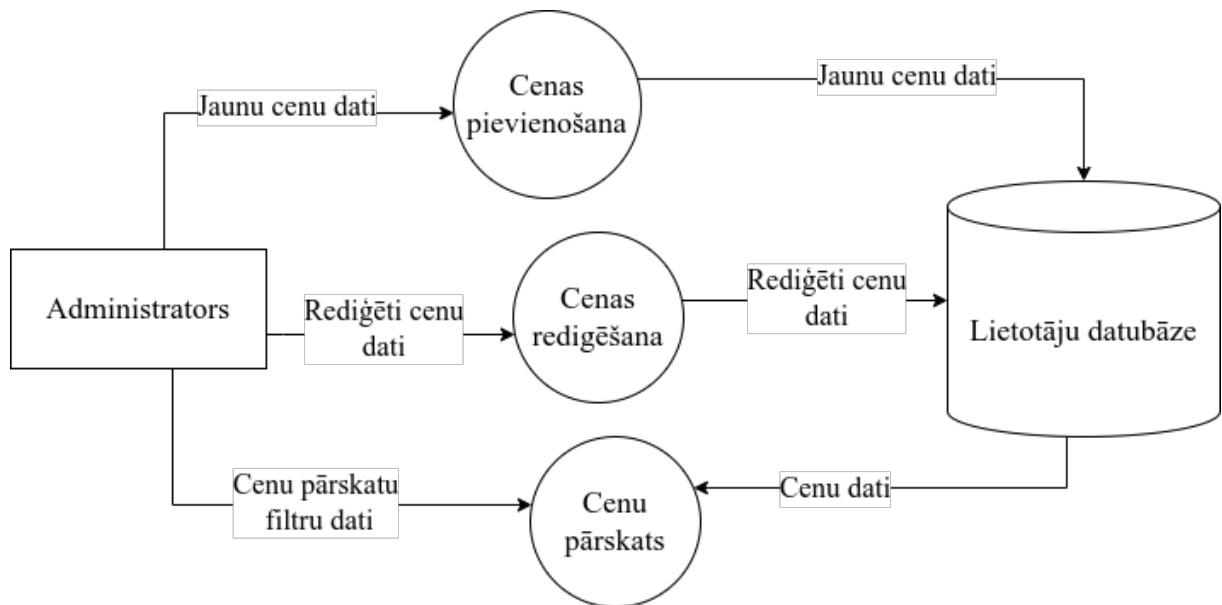 Jaunu cenu dati
Cenas
pievienošana
Jaunu cenu dati
Administrators
Rediģēti cenu
dati
Cenas
redigēšana
Rediģēti cenu
dati
Lietotāju datubāze
Cenu pārskatu
filtru dati
Cenu
pārskats
Cenu dati